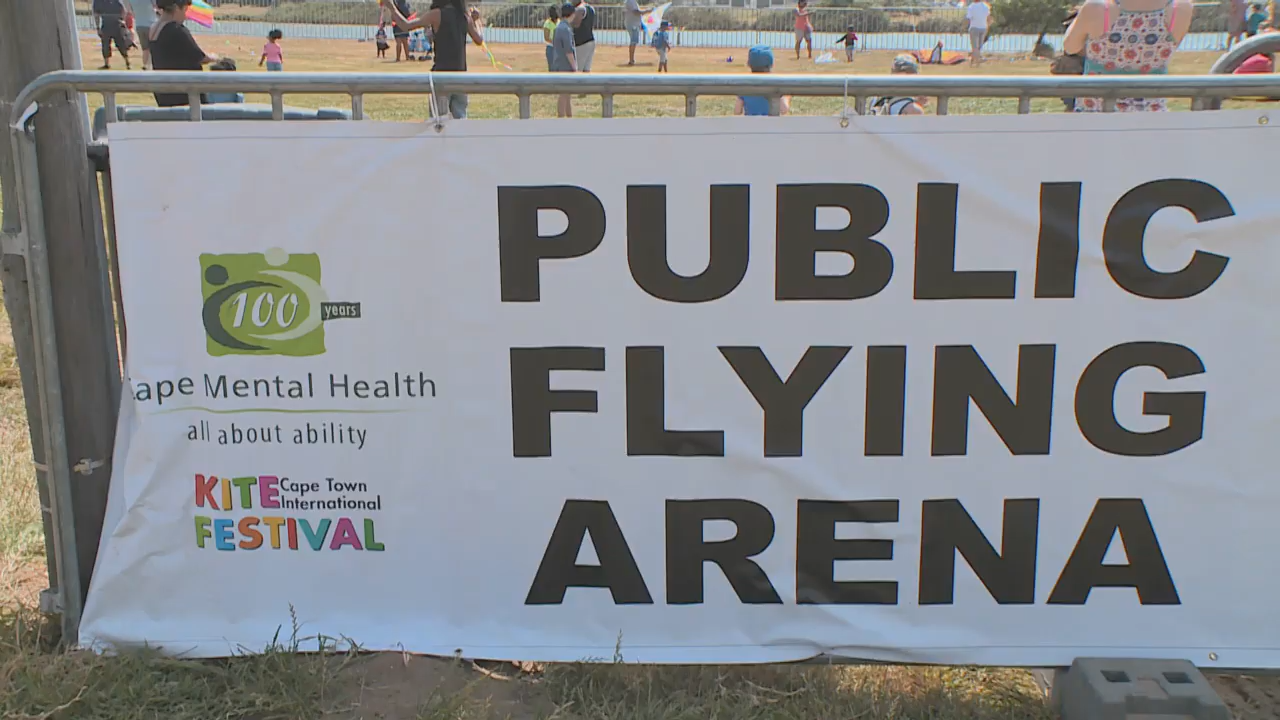 100 years
ape Mental Health
all about ability
KITE Cape Town
International
FESTIVAL
PUBLIC
FLYING
ARENA